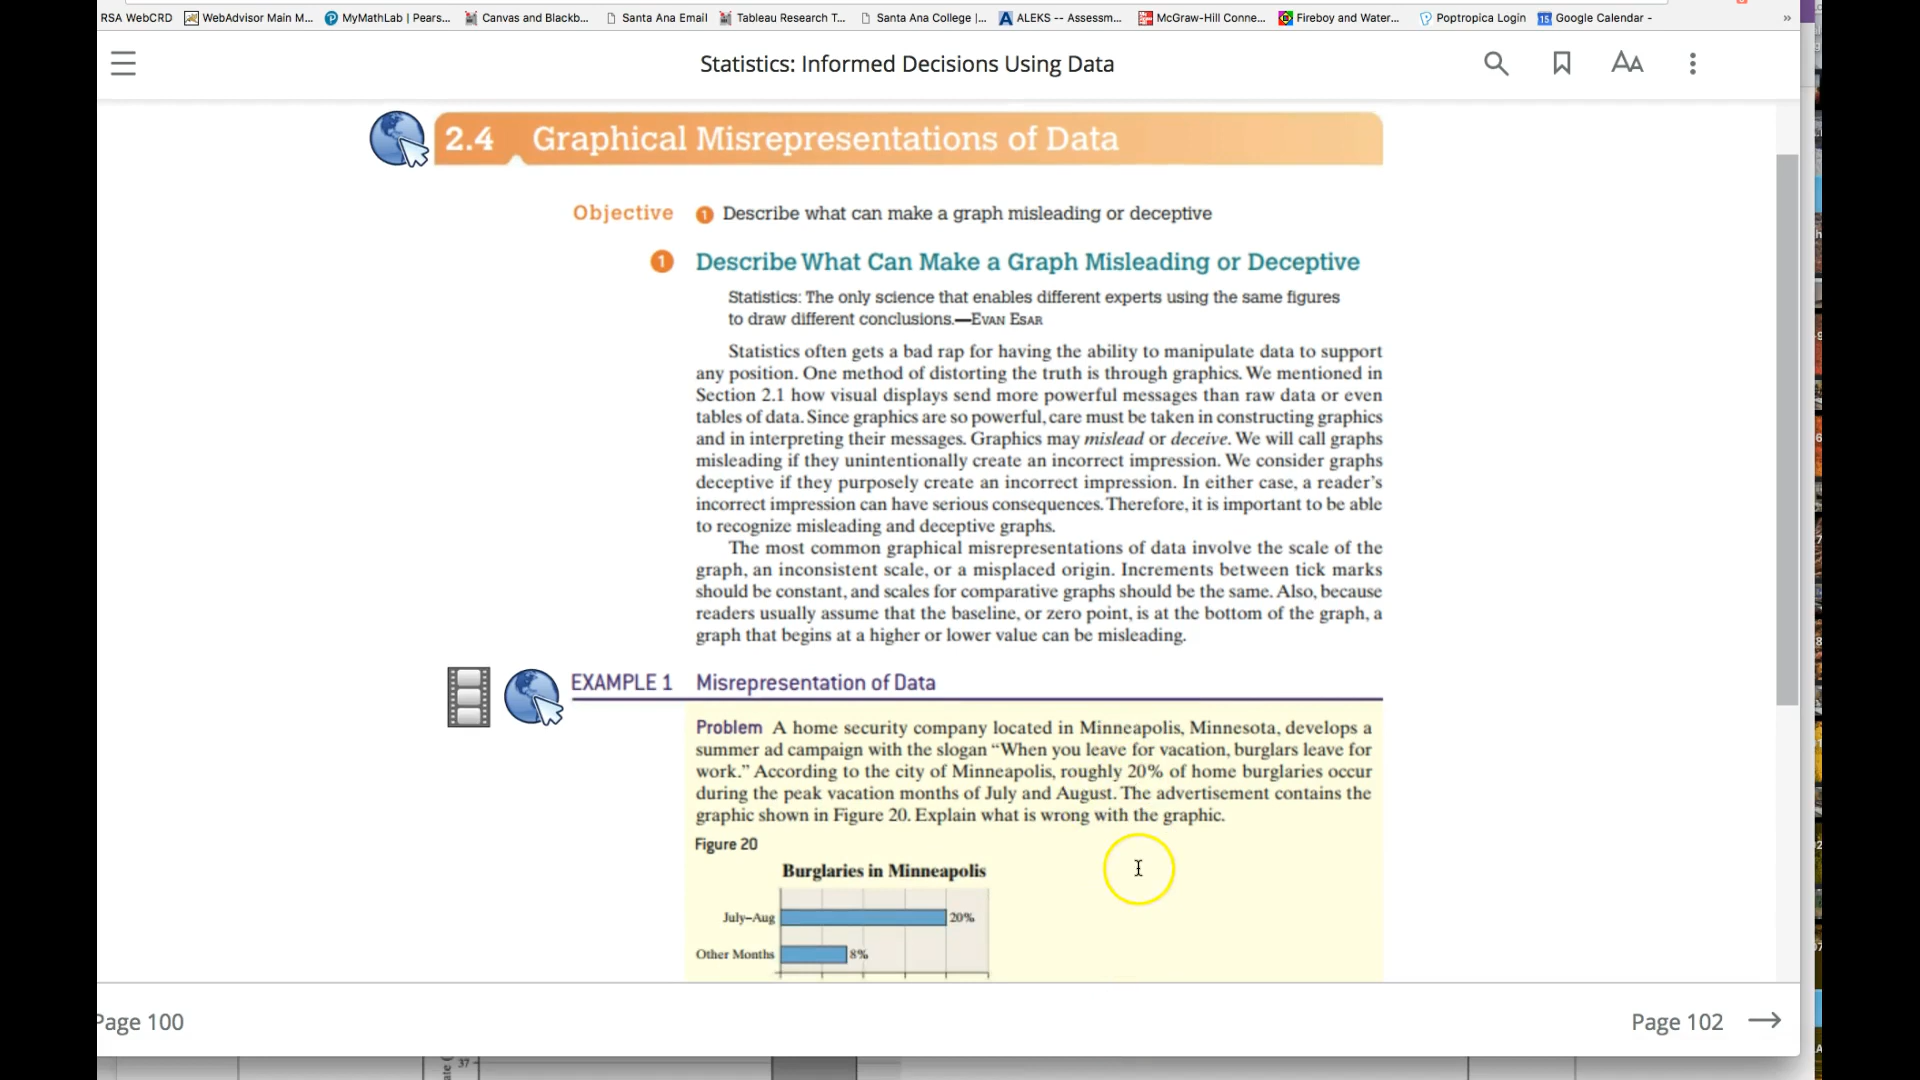 RSA WebCRD WebAdvisor Main M... MyMathLab | Pears... Canvas and Blackb... Santa Ana Email Tableau Research T... Santa Ana College |... ALEKS -- Assessm... McGraw-Hill Conne... Fireboy and Water... Poptropica Login 15 Google Calendar - »
Statistics: Informed Decisions Using Data AA
2.4 Graphical Misrepresentations of Data
Objective 1 Describe what can make a graph misleading or deceptive
1 Describe What Can Make a Graph Misleading or Deceptive
Statistics: The only science that enables different experts using the same figures
to draw different conclusions.—EVAN ESAR
Statistics often gets a bad rap for having the ability to manipulate data to support
any position. One method of distorting the truth is through graphics. We mentioned in
Section 2.1 how visual displays send more powerful messages than raw data or even
tables of data. Since graphics are so powerful, care must be taken in constructing graphics
and in interpreting their messages. Graphics may mislead or deceive. We will call graphs
misleading if they unintentionally create an incorrect impression. We consider graphs
deceptive if they purposely create an incorrect impression. In either case, a reader's
incorrect impression can have serious consequences. Therefore, it is important to be able
to recognize misleading and deceptive graphs.
The most common graphical misrepresentations of data involve the scale of the
graph, an inconsistent scale, or a misplaced origin. Increments between tick marks
should be constant, and scales for comparative graphs should be the same. Also, because
readers usually assume that the baseline, or zero point, is at the bottom of the graph, a
graph that begins at a higher or lower value can be misleading.
EXAMPLE 1 Misrepresentation of Data
Problem A home security company located in Minneapolis, Minnesota, develops a
summer ad campaign with the slogan “When you leave for vacation, burglars leave for
work.” According to the city of Minneapolis, roughly 20% of home burglaries occur
during the peak vacation months of July and August. The advertisement contains the
graphic shown in Figure 20. Explain what is wrong with the graphic.
Figure 20
Burglaries in Minneapolis
July–Aug 20%
Other Months 8%
Page 100
Page 102
37